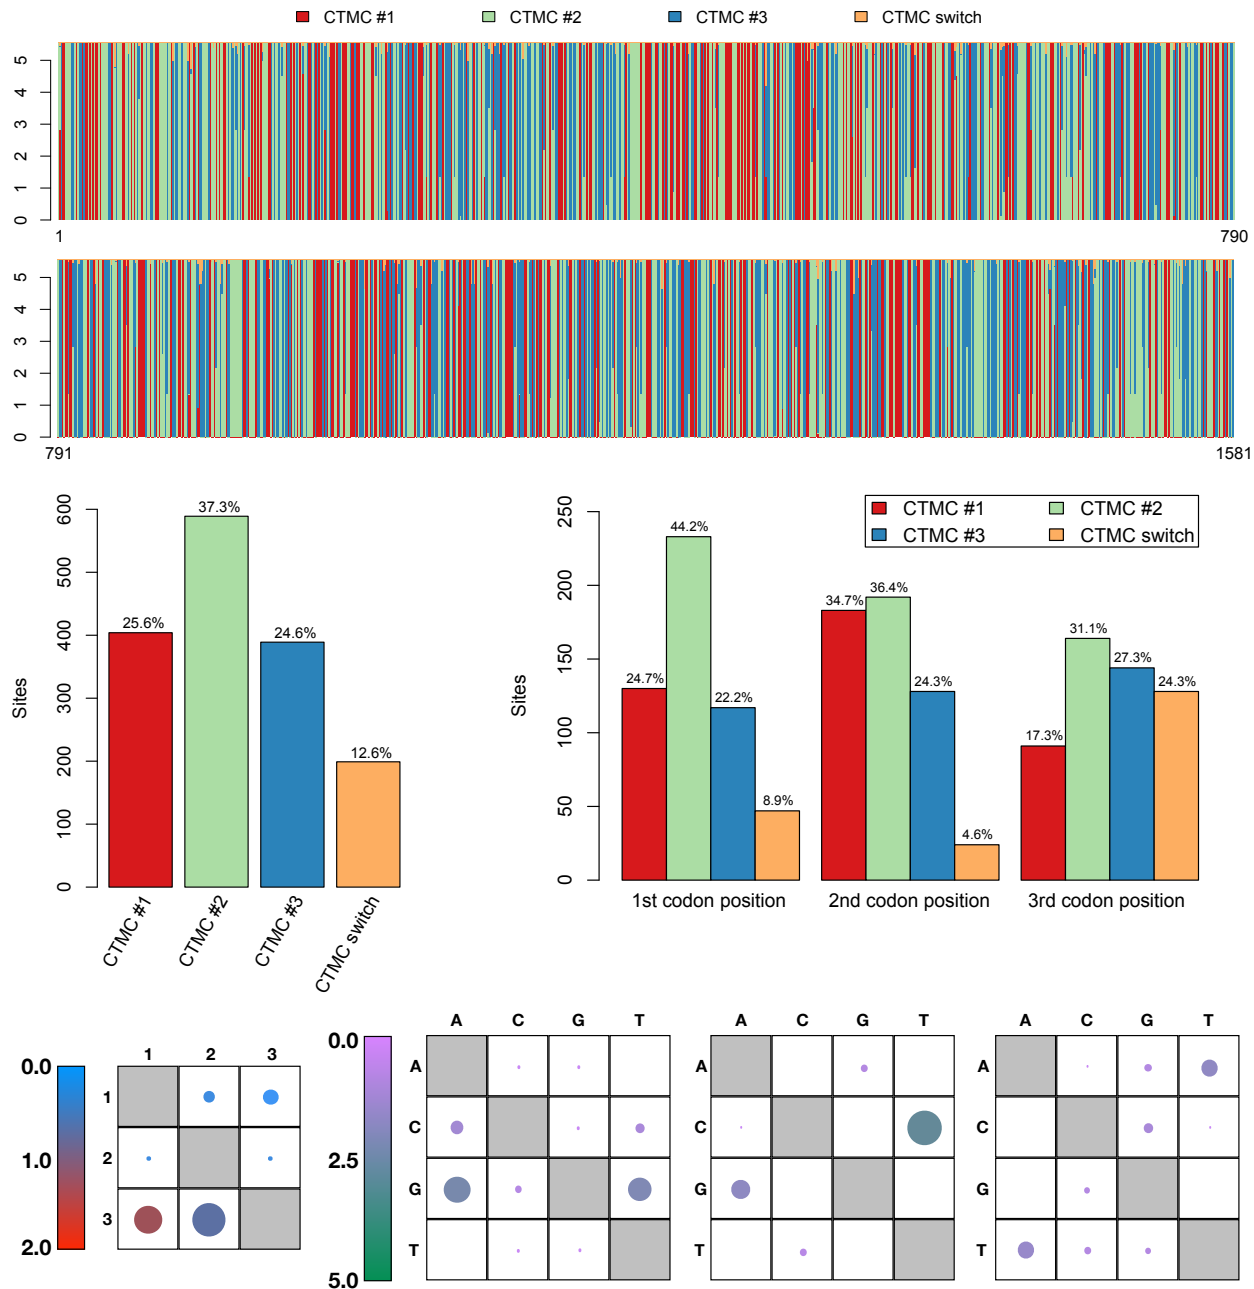 CTMC #1 CTMC #2 CTMC #3 CTMC switch
5
4
3
2
1
0
1 790
5
4
3
2
1
0
791 1581
600
500
400
300
200
100
0
Sites
25.6%
37.3%
24.6%
12.6%
CTMC #1
CTMC #2
CTMC #3
CTMC switch
250
200
150
100
50
0
Sites
CTMC #1 CTMC #2
CTMC #3 CTMC switch
24.7%
44.2%
22.2%
8.9%
34.7%
36.4%
24.3%
4.6%
17.3%
31.1%
27.3%
24.3%
1st codon position 2nd codon position 3rd codon position
0.0
1.0
2.0
1 2 3
1
2
3
0.0
2.5
5.0
A C G T
A
C
G
T
A C G T
A
C
G
T
A C G T
A
C
G
T